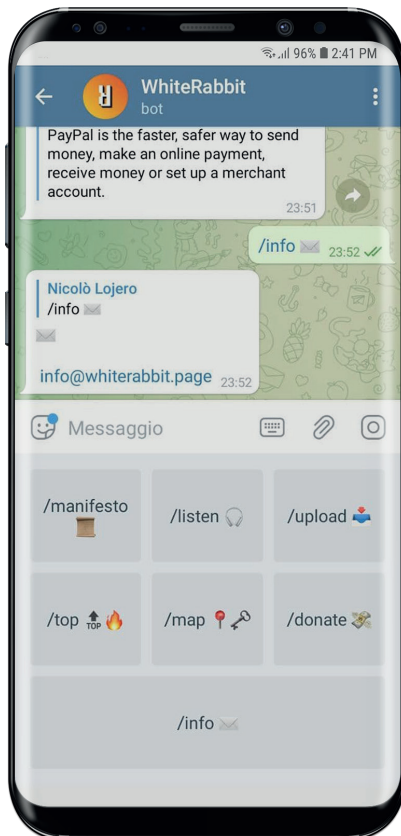 96% 2:41 PM
WhiteRabbit
bot
PayPal is the faster, safer way to send
money, make an online payment,
receive money or set up a merchant
account.
23:51
/info ✉️ 23:52
Nicolò Lojero
/info ✉️
✉️
info@whiterabbit.page 23:52
Messaggio
/manifesto 📜
/listen 🎧
/upload 📤
/top 🔝🔥
/map 📍🗝️
/donate 💸
/info ✉️